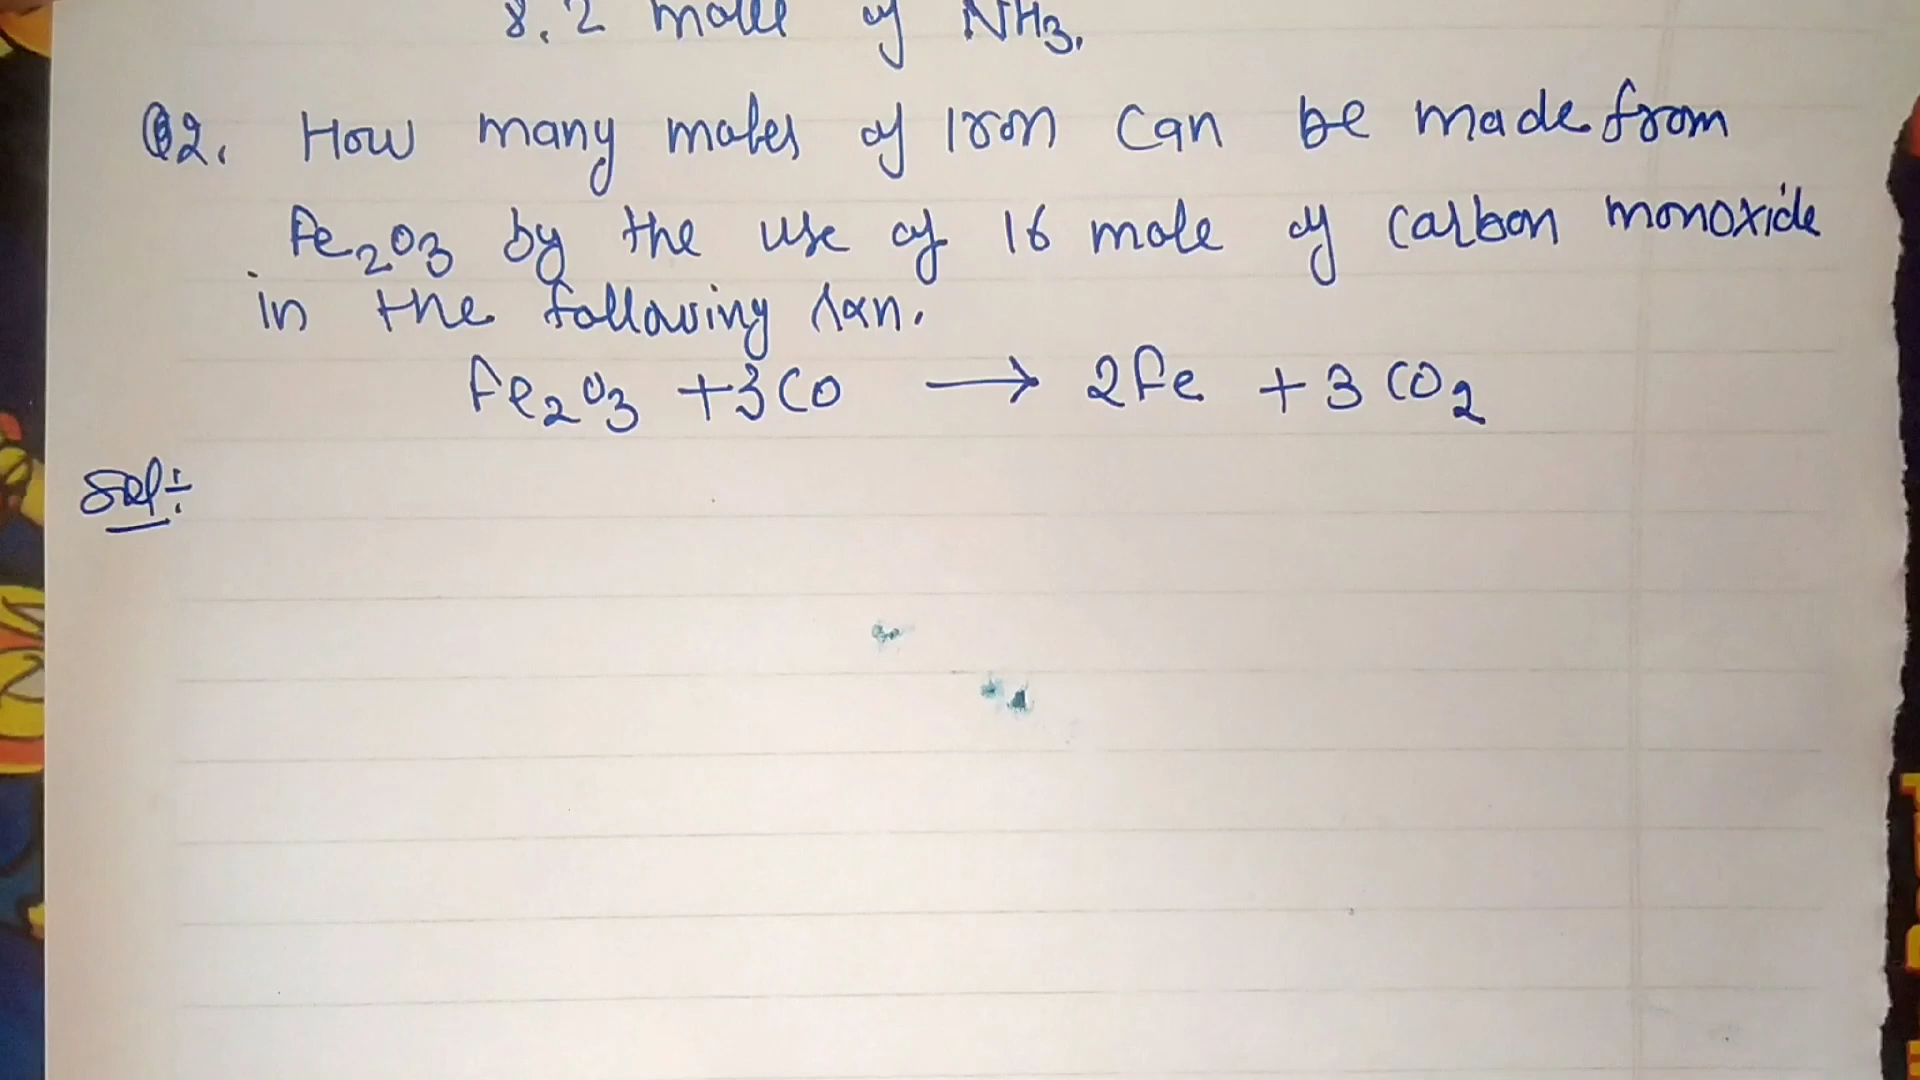 8.2 mole of NH3.
Q2. How many moles of Iron can be made from
Fe2O3 by the use of 16 mole of carbon monoxide
in the following rxn.
Fe2O3 + 3CO → 2Fe + 3CO2
Sol:-